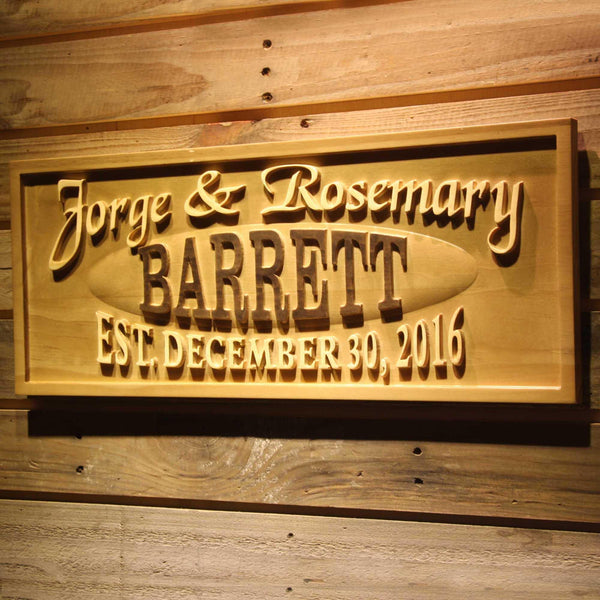 Jorge & Rosemary
BARRETT
EST. DECEMBER 30, 2016